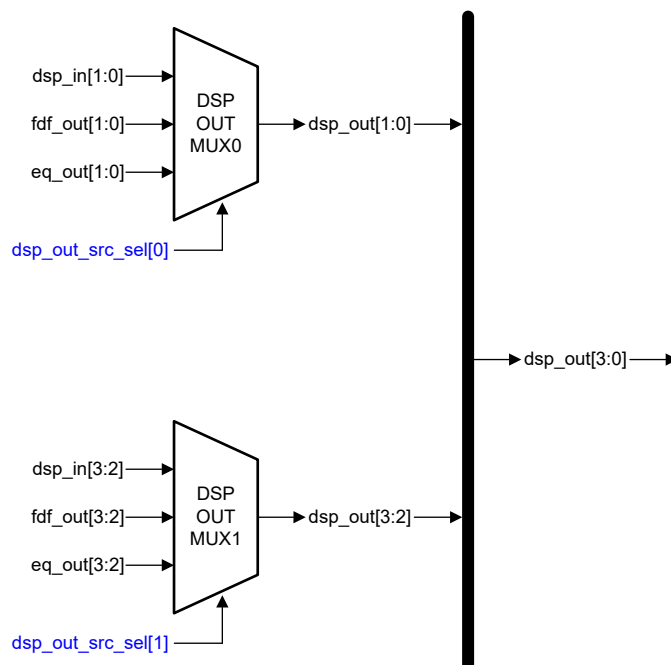 dsp_in[1:0]
fdf_out[1:0]
eq_out[1:0]
DSP
OUT
MUX0
dsp_out[1:0]
dsp_out_src_sel[0]
dsp_out[3:0]
dsp_in[3:2]
fdf_out[3:2]
eq_out[3:2]
DSP
OUT
MUX1
dsp_out[3:2]
dsp_out_src_sel[1]